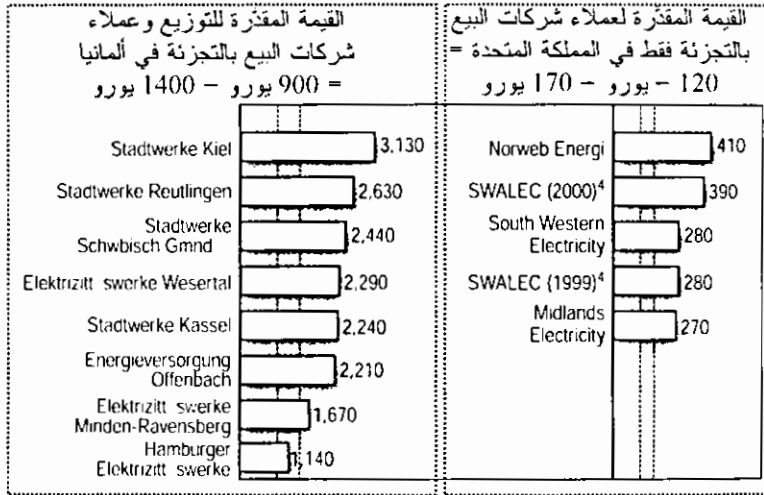 القيمة المقدّرة للتوزيع وعملاء
شركات البيع بالتجزئة في ألمانيا
= 900 يورو – 1400 يورو
Stadtwerke Kiel 3,130
Stadtwerke Reutlingen 2,630
Stadtwerke
Schwbisch Gmnd 2,440
Elektrizitt swerke Wesertal 2,290
Stadtwerke Kassel 2,240
Energieversorgung
Offenbach 2,210
Elektrizitt swerke
Minden-Ravensberg 1,670
Hamburger
Elektrizitt swerke 1,140
القيمة المقدّرة لعملاء شركات البيع
بالتجزئة فقط في المملكة المتحدة =
120 – يورو – 170 يورو
Norweb Energi 410
SWALEC (2000)⁴ 390
South Western
Electricity 280
SWALEC (1999)⁴ 280
Midlands
Electricity 270